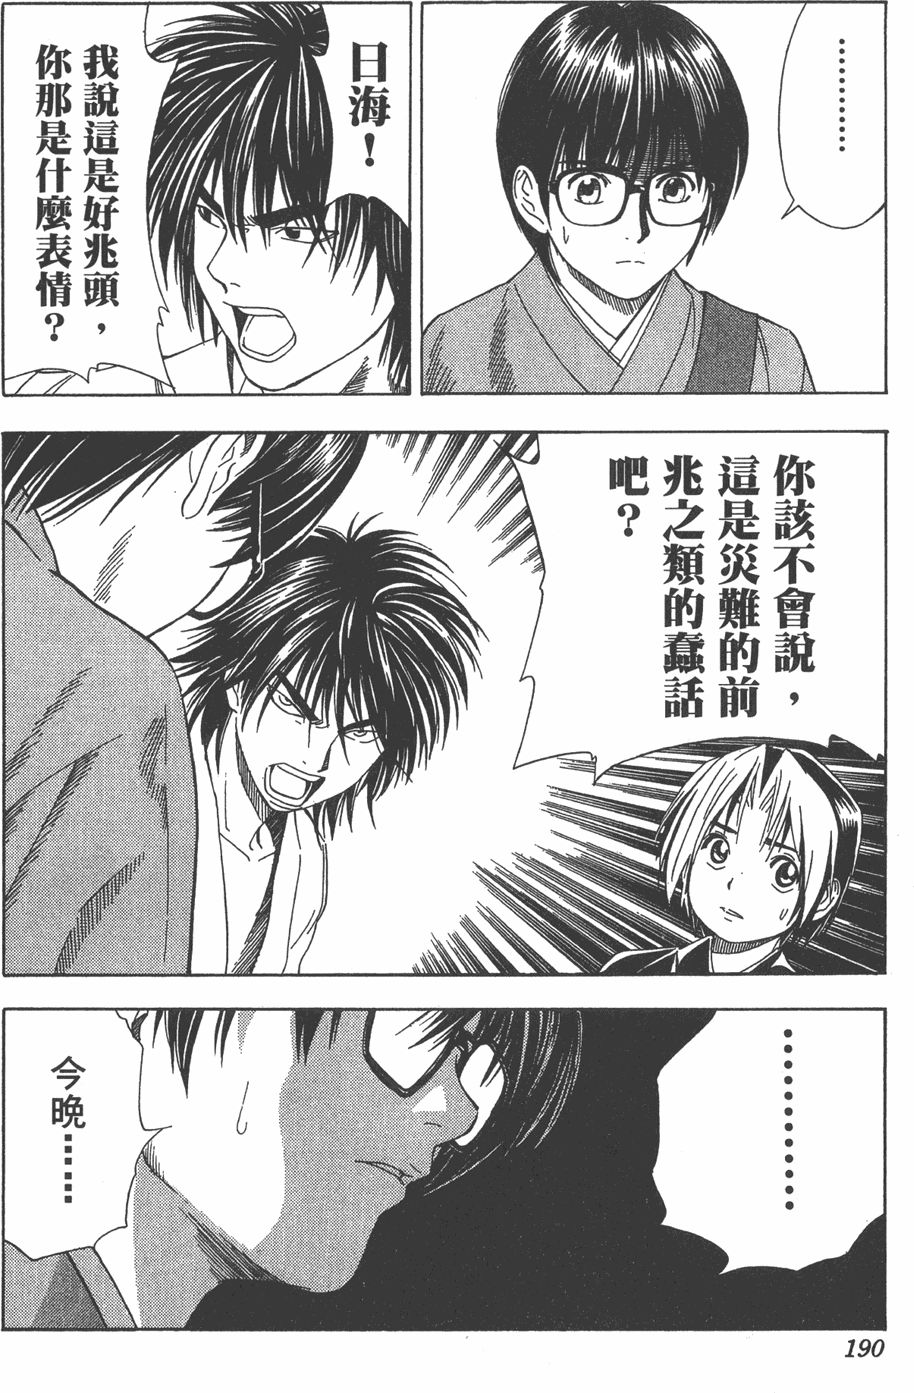 …………
日海！
我說這是好兆頭，
你那是什麼表情？
你該不會說，
這是災難的前
兆之類的蠢話
吧？
…………
今晚……
190